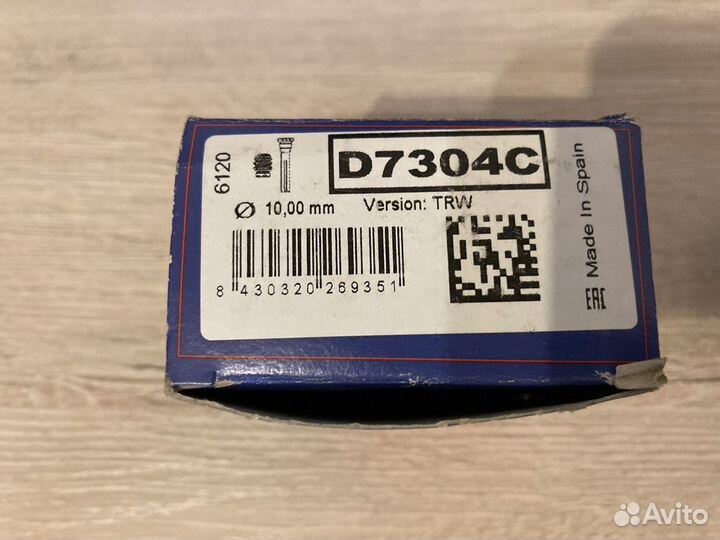 6120
D7304C
Ø 10,00 mm
Version: TRW
8 430320 269351
Made In Spain
EAC
Avito